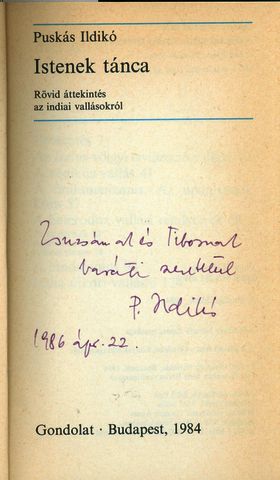 Puskás Ildikó
Istenek tánca
Rövid áttekintés
az indiai vallásokról
Zsuzsának és Tibornak
baráti szeretettel
P. Ildikó
1986 ápr. 22.
Gondolat · Budapest, 1984